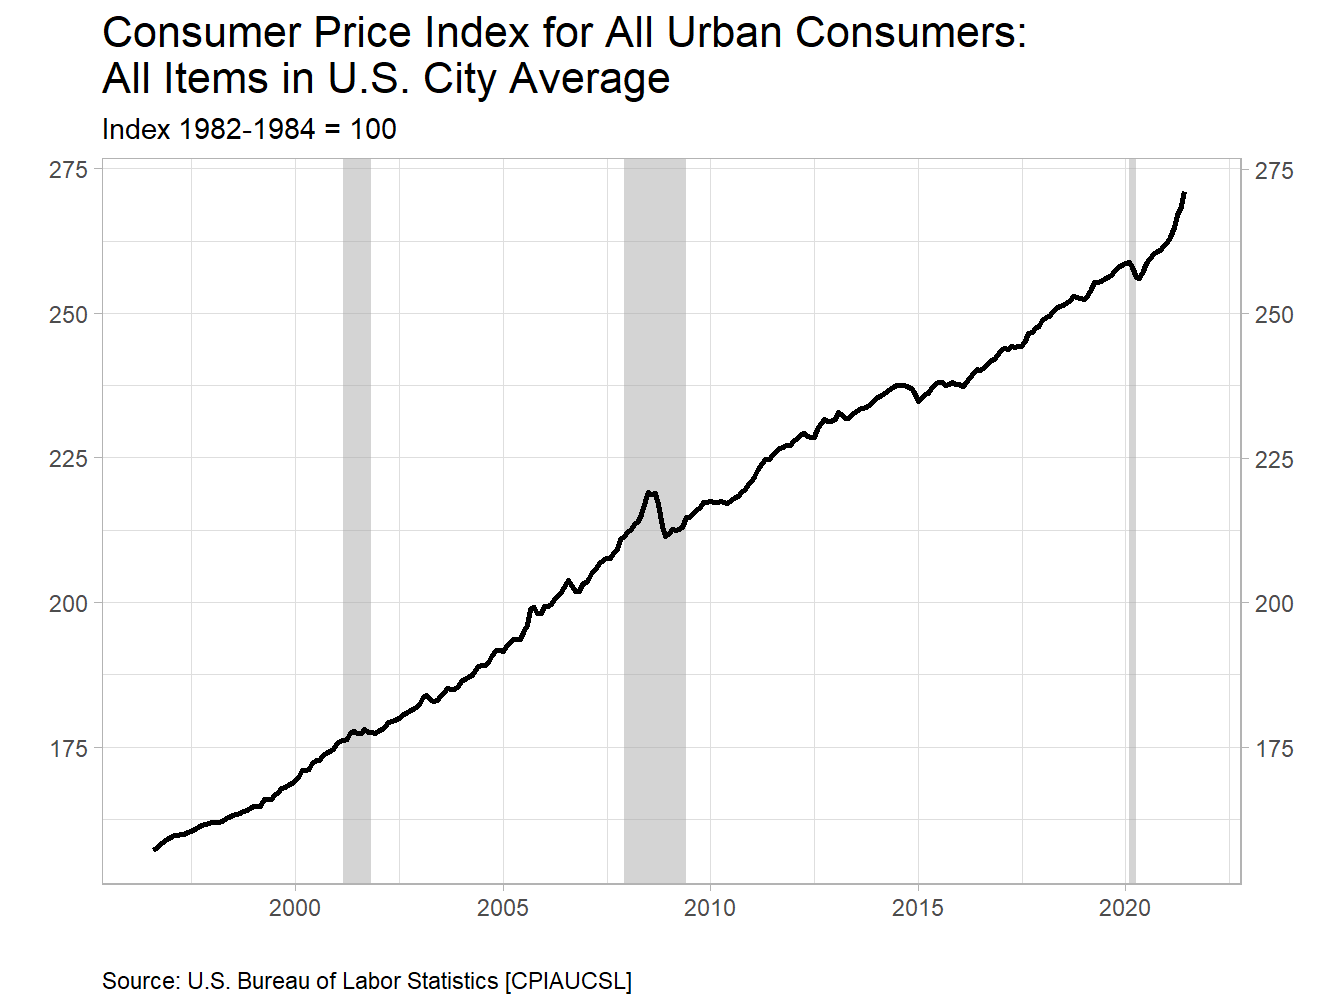 Consumer Price Index for All Urban Consumers:
All Items in U.S. City Average
Index 1982-1984 = 100
275 275
250 250
225 225
200 200
175 175
2000 2005 2010 2015 2020
Source: U.S. Bureau of Labor Statistics [CPIAUCSL]